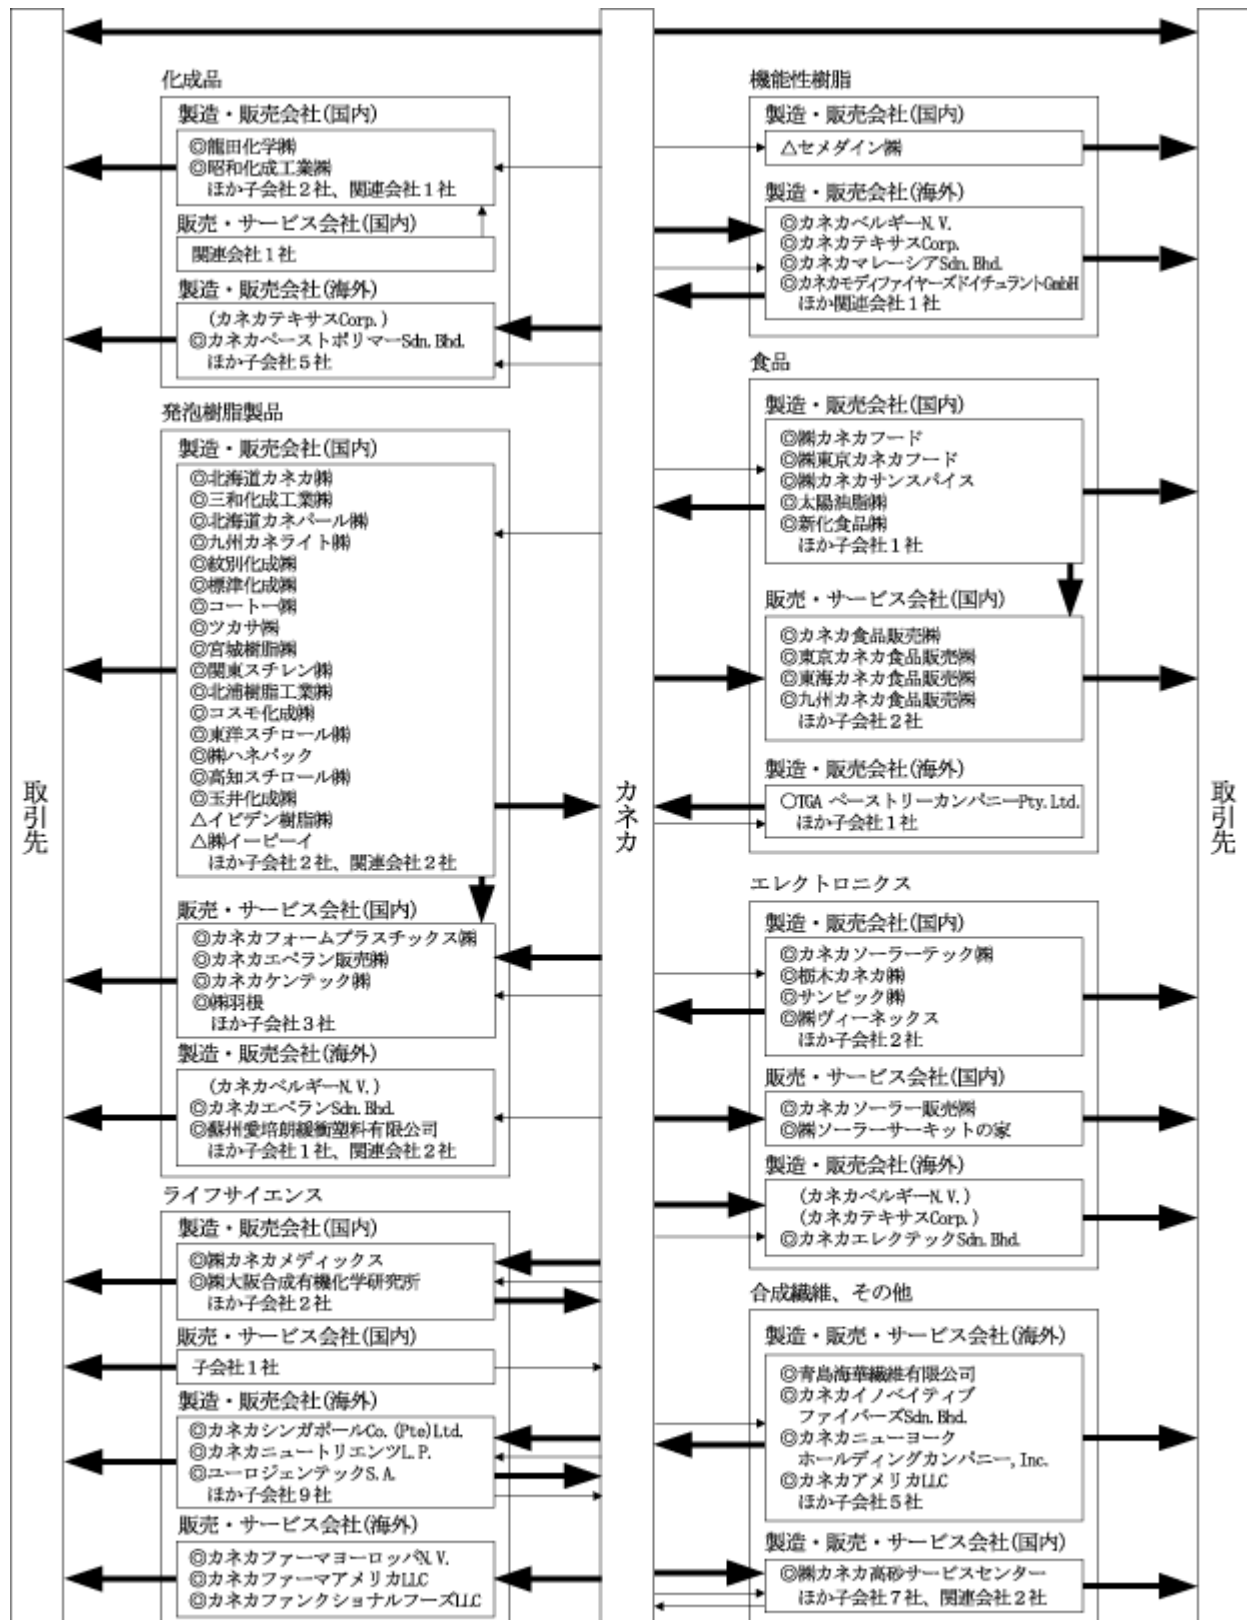 化成品
製造・販売会社(国内)
◎龍田化学㈱
◎昭和化成工業㈱
ほか子会社２社、関連会社１社
販売・サービス会社(国内)
関連会社１社
製造・販売会社(海外)
(カネカテキサスCorp.)
◎カネカペーストポリマーSdn.Bhd.
ほか子会社５社
発泡樹脂製品
製造・販売会社(国内)
◎北海道カネカ㈱
◎三和化成工業㈱
◎北海道カネパール㈱
◎九州カネライト㈱
◎紋別化成㈱
◎標津化成㈱
◎コートー㈱
◎ツカサ㈱
◎宮城樹脂㈱
◎関東スチレン㈱
◎北浦樹脂工業㈱
◎コスモ化成㈱
◎東洋スチロール㈱
◎㈱ハネパック
◎高知スチロール㈱
◎玉井化成㈱
△イビデン樹脂㈱
△㈱イーピーイ
ほか子会社２社、関連会社２社
販売・サービス会社(国内)
◎カネカフォームプラスチックス㈱
◎カネカエペラン販売㈱
◎カネカケンテック㈱
◎㈱羽根
ほか子会社３社
製造・販売会社(海外)
(カネカベルギーN.V.)
◎カネカエペランSdn.Bhd.
◎蘇州愛培朗緩衝塑料有限公司
ほか子会社１社、関連会社２社
ライフサイエンス
製造・販売会社(国内)
◎㈱カネカメディックス
◎㈱大阪合成有機化学研究所
ほか子会社２社
販売・サービス会社(国内)
子会社１社
製造・販売会社(海外)
◎カネカシンガポールCo.(Pte)Ltd.
◎カネカニュートリエンツL.P.
◎ユーロジェンテックS.A.
ほか子会社９社
販売・サービス会社(海外)
◎カネカファーマヨーロッパN.V.
◎カネカファーマアメリカLLC
◎カネカファンクショナルフーズLLC
取引先
カネカ
取引先
機能性樹脂
製造・販売会社(国内)
△セメダイン㈱
製造・販売会社(海外)
◎カネカベルギーN.V.
◎カネカテキサスCorp.
◎カネカマレーシアSdn.Bhd.
◎カネカモディファイヤーズドイチュラントGmbH
ほか関連会社１社
食品
製造・販売会社(国内)
◎㈱カネカフード
◎㈱東京カネカフード
◎㈱カネカサンスパイス
◎太陽油脂㈱
◎新化食品㈱
ほか子会社１社
販売・サービス会社(国内)
◎カネカ食品販売㈱
◎東京カネカ食品販売㈱
◎東海カネカ食品販売㈱
◎九州カネカ食品販売㈱
ほか子会社２社
製造・販売会社(海外)
○TGA ペーストリーカンパニーPty.Ltd.
ほか子会社１社
エレクトロニクス
製造・販売会社(国内)
◎カネカソーラーテック㈱
◎栃木カネカ㈱
◎サンビック㈱
◎㈱ヴィーネックス
ほか子会社２社
販売・サービス会社(国内)
◎カネカソーラー販売㈱
◎㈱ソーラーサーキットの家
製造・販売会社(海外)
(カネカベルギーN.V.)
(カネカテキサスCorp.)
◎カネカエレクテックSdn.Bhd.
合成繊維、その他
製造・販売・サービス会社(海外)
◎青島海華繊維有限公司
◎カネカイノベイティブ
ファイバーズSdn.Bhd.
◎カネカニューヨーク
ホールディングカンパニー,Inc.
◎カネカアメリカLLC
ほか子会社５社
製造・販売・サービス会社(国内)
◎㈱カネカ高砂サービスセンター
ほか子会社７社、関連会社２社